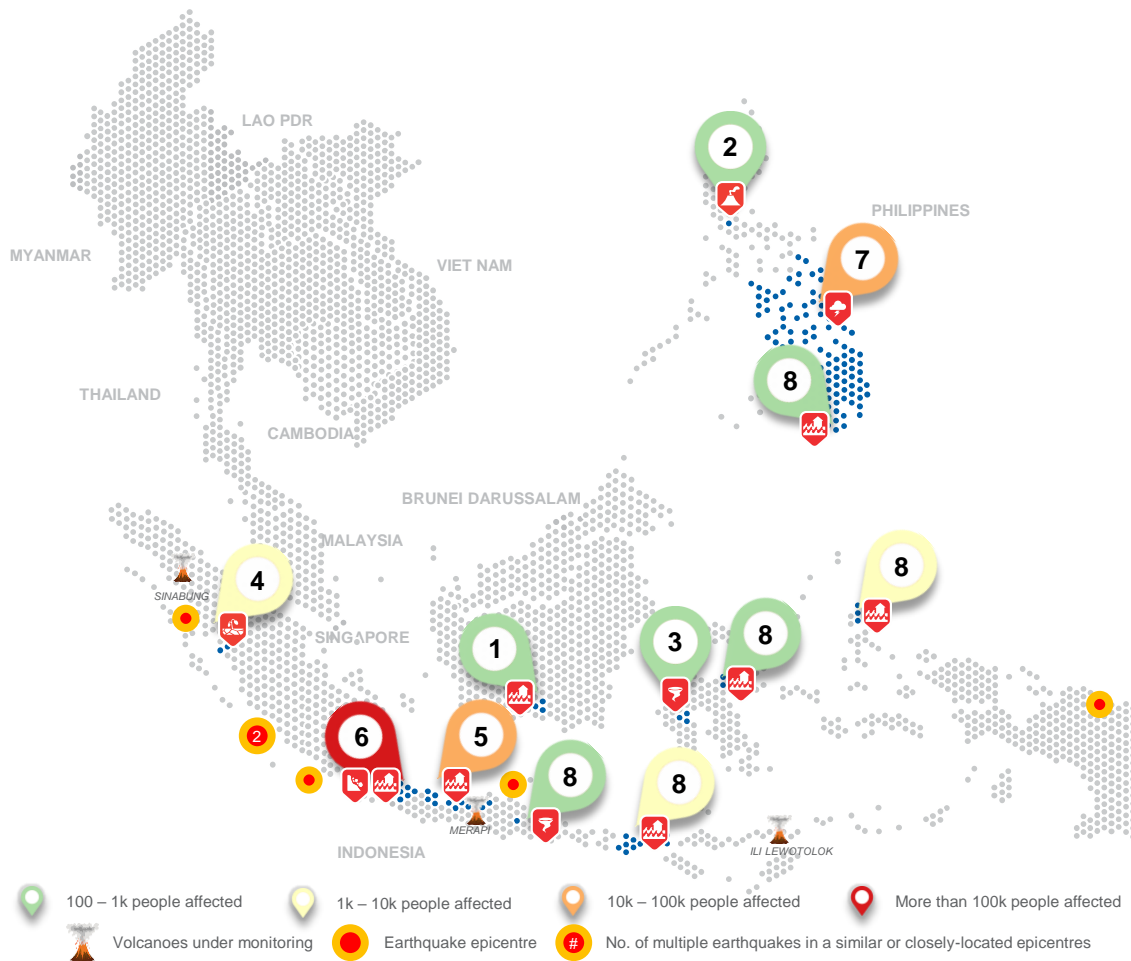 LAO PDR
2
PHILIPPINES
MYANMAR
VIET NAM
7
8
THAILAND
CAMBODIA
BRUNEI DARUSSALAM
MALAYSIA
4
8
SINABUNG
SINGAPORE
1
3
8
2
6
5
8
8
MERAPI
INDONESIA
ILI LEWOTOLOK
100 – 1k people affected
1k – 10k people affected
10k – 100k people affected
More than 100k people affected
Volcanoes under monitoring
Earthquake epicentre
#
No. of multiple earthquakes in a similar or closely-located epicentres